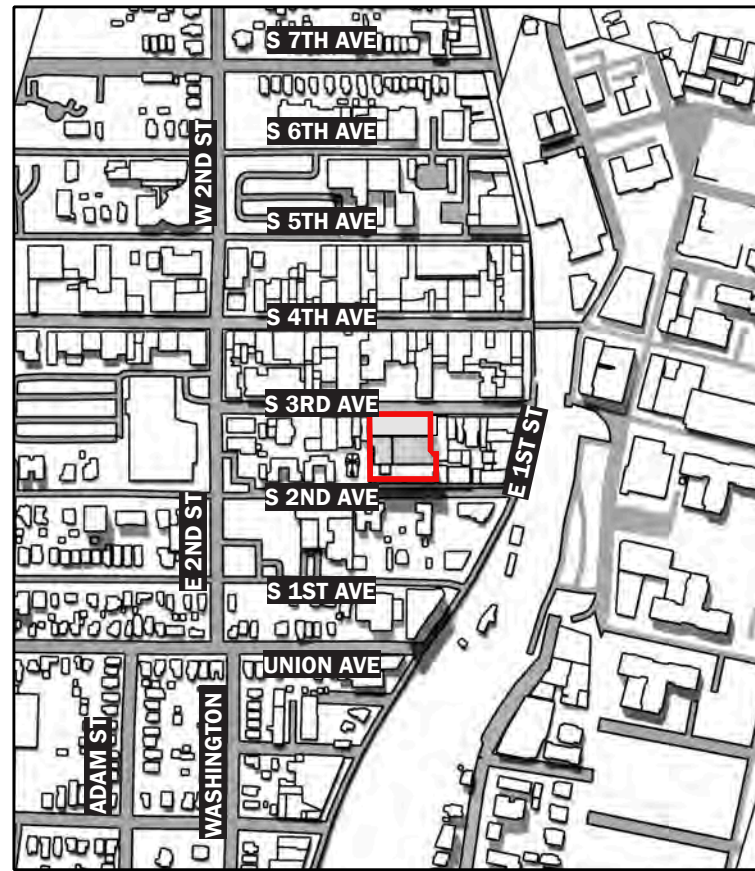 S 7TH AVE
S 6TH AVE
W 2ND ST
S 5TH AVE
S 4TH AVE
S 3RD AVE
E 1ST ST
S 2ND AVE
E 2ND ST
S 1ST AVE
UNION AVE
ADAM ST
WASHINGTON